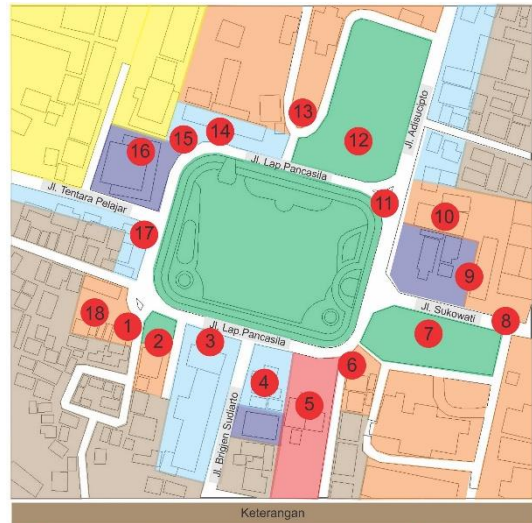 13
12
14
15
16
Jl. Lap Pancasila
Jl. Adisucipto
11
10
Jl. Tentara Pelajar
17
9
Jl. Sukowati
8
7
18
1
2
3
Jl. Lap.Pancasila
6
4
5
Jl. Brigjen Sudiarto
Keterangan